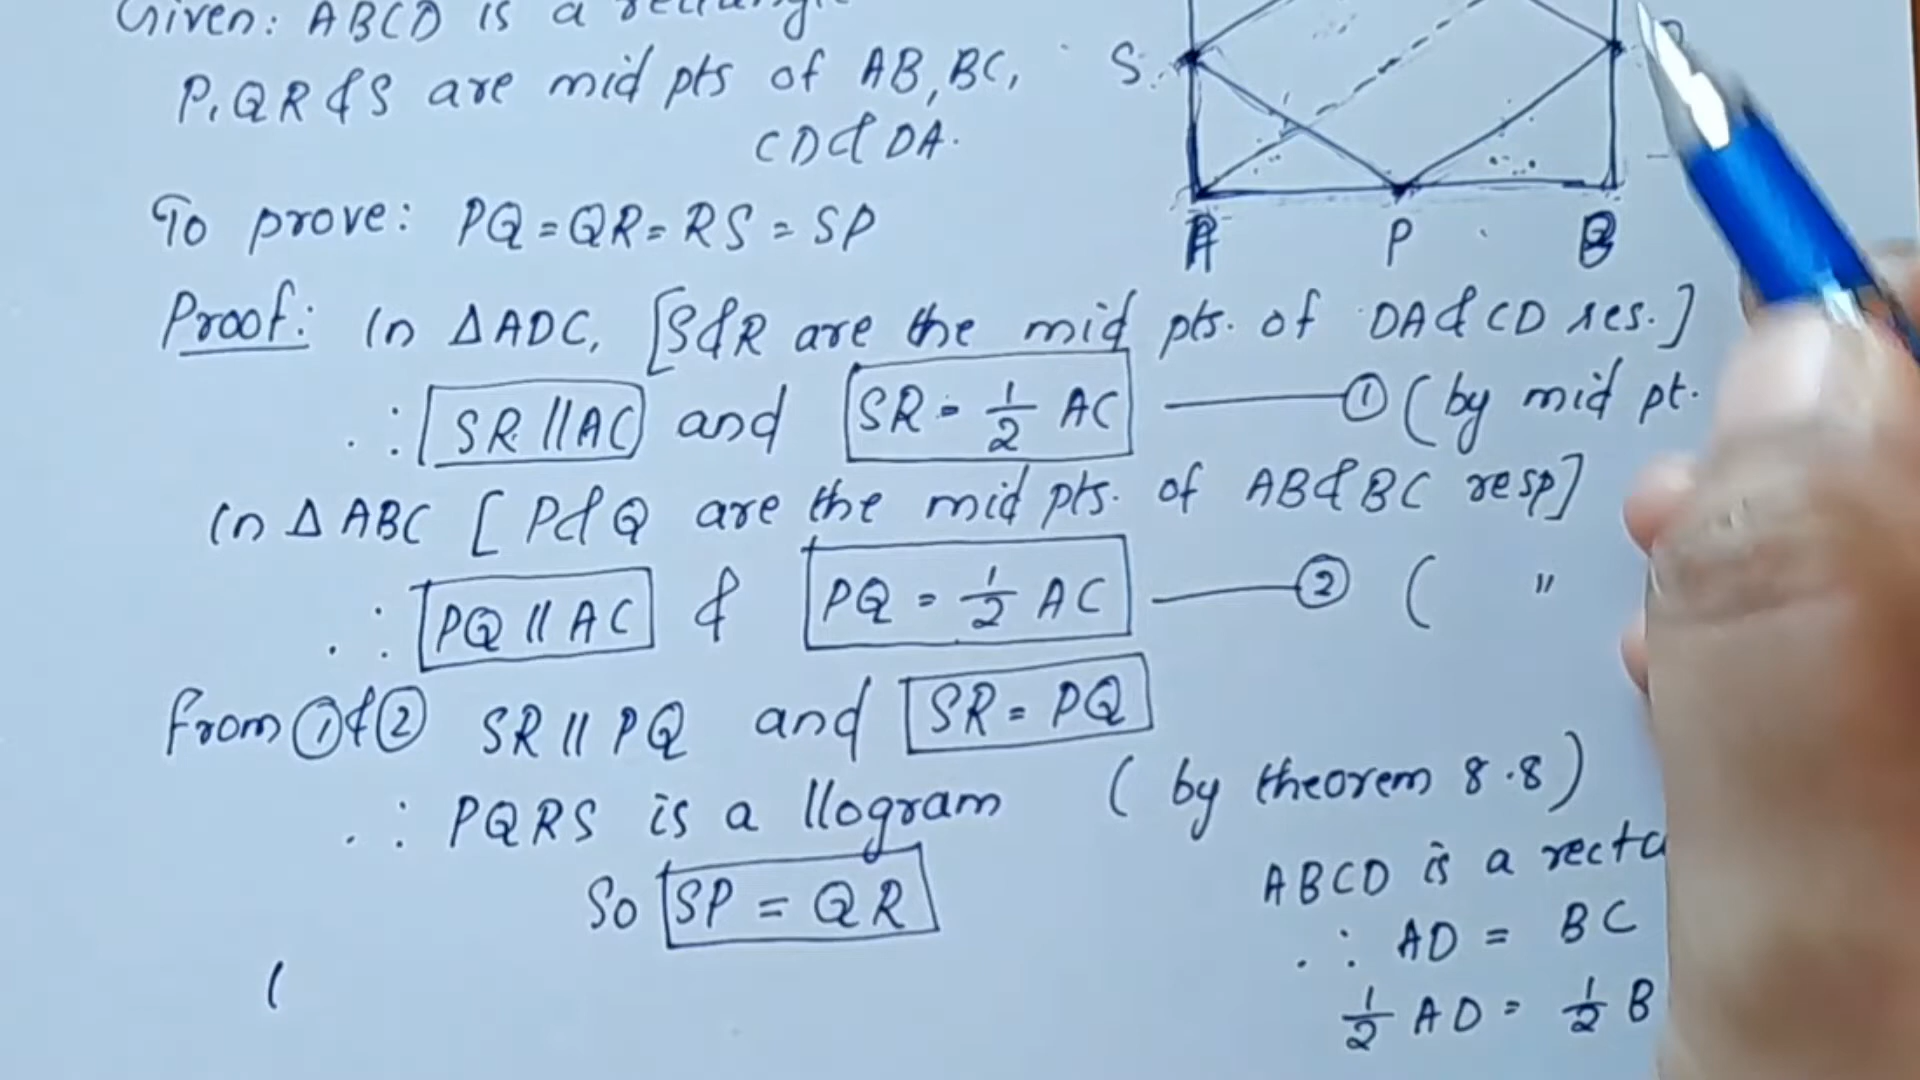 Given: ABCD is a rectangle
P, Q R & S are mid pts of AB, BC,
CD & DA.
To prove: PQ = QR = RS = SP
S
A P B
Proof: In ΔADC, [S & R are the mid pts. of DA & CD res.]
∴ SR || AC and SR = 1/2 AC ——— ① (by mid pt.
In Δ ABC [P & Q are the mid pts. of AB & BC resp]
∴ PQ || AC & PQ = 1/2 AC ——— ② ( "
From ① & ② SR || PQ and SR = PQ
∴ PQRS is a ||ogram ( by theorem 8.8)
So SP = QR
(
ABCD is a recta
∴ AD = BC
1/2 AD = 1/2 B